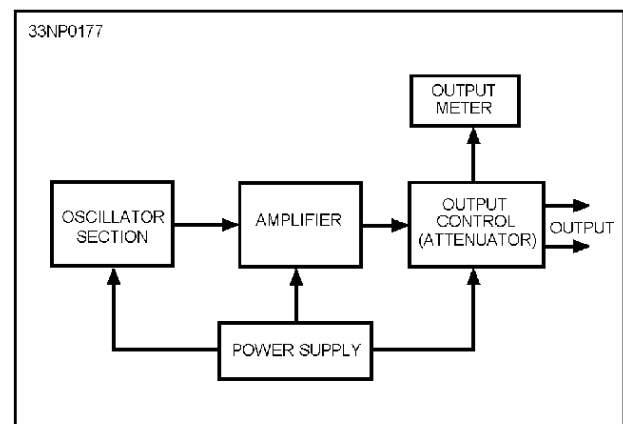 33NP0177
OUTPUT
METER
OSCILLATOR
SECTION
AMPLIFIER
OUTPUT
CONTROL
(ATTENUATOR)
OUTPUT
POWER SUPPLY